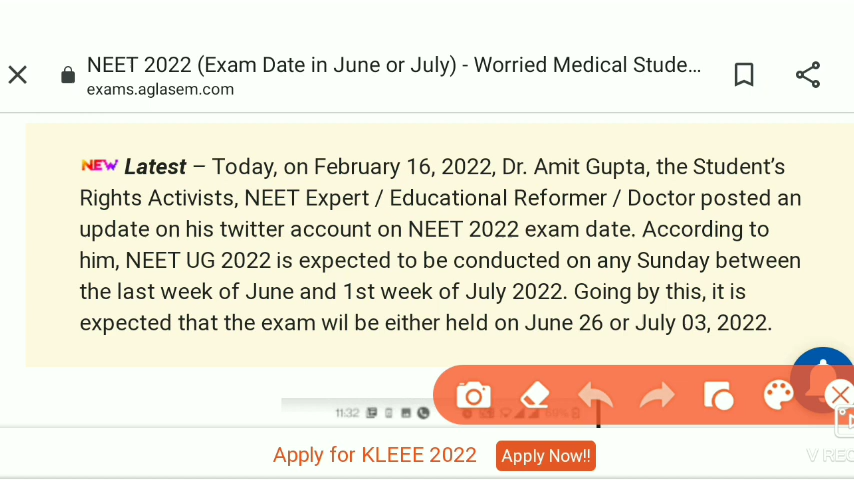 NEET 2022 (Exam Date in June or July) - Worried Medical Stude...
exams.aglasem.com
NEW Latest – Today, on February 16, 2022, Dr. Amit Gupta, the Student's
Rights Activists, NEET Expert / Educational Reformer / Doctor posted an
update on his twitter account on NEET 2022 exam date. According to
him, NEET UG 2022 is expected to be conducted on any Sunday between
the last week of June and 1st week of July 2022. Going by this, it is
expected that the exam wil be either held on June 26 or July 03, 2022.
11:32
Apply for KLEEE 2022 Apply Now!!
V REC